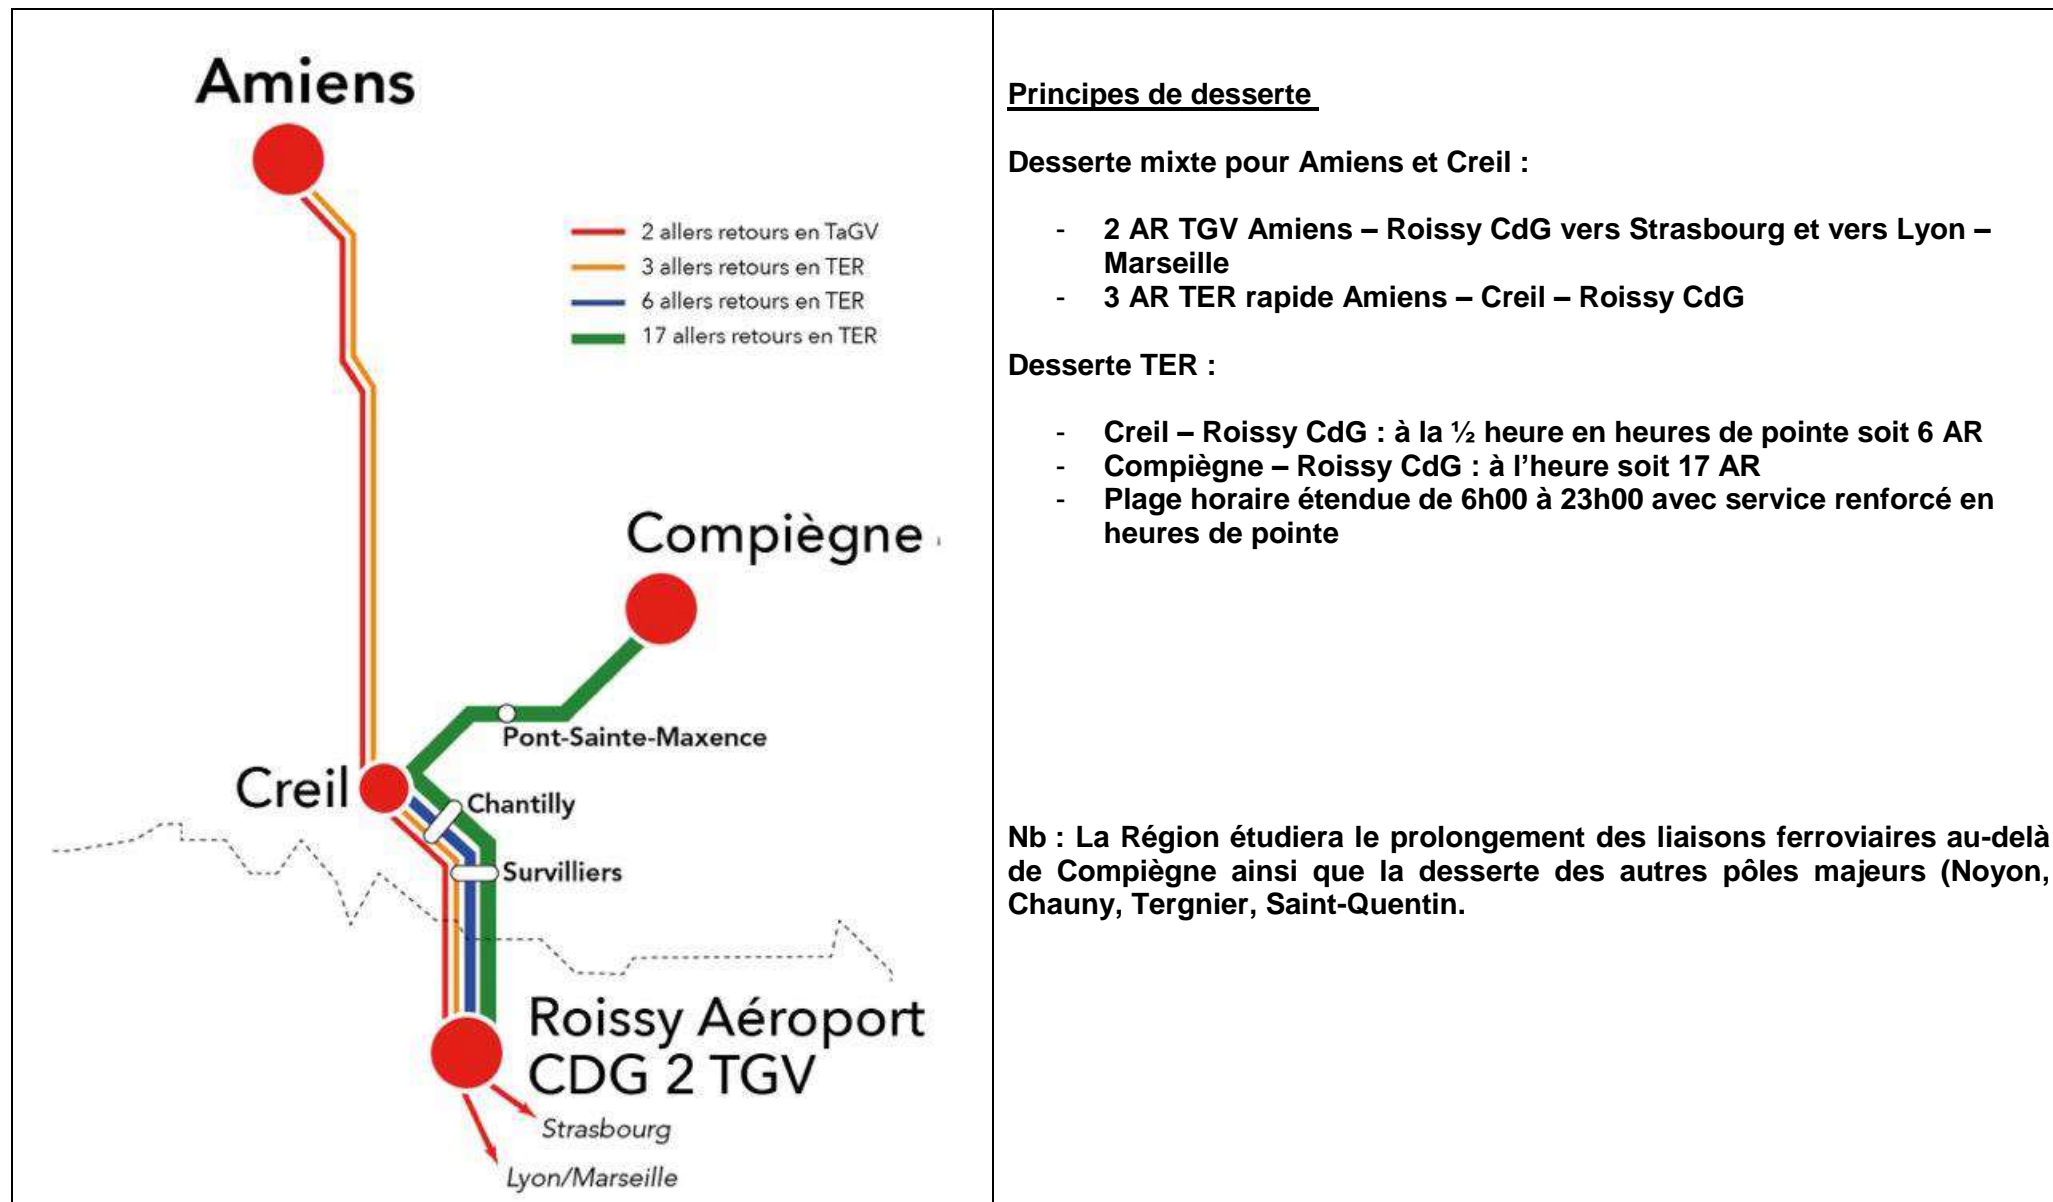 Amiens
2 allers retours en TaGV
3 allers retours en TER
6 allers retours en TER
17 allers retours en TER
Compiègne
Pont-Sainte-Maxence
Creil
Chantilly
Survilliers
Roissy Aéroport
CDG 2 TGV
Strasbourg
Lyon/Marseille
Principes de desserte
Desserte mixte pour Amiens et Creil :
- 2 AR TGV Amiens – Roissy CdG vers Strasbourg et vers Lyon –
Marseille
- 3 AR TER rapide Amiens – Creil – Roissy CdG
Desserte TER :
- Creil – Roissy CdG : à la ½ heure en heures de pointe soit 6 AR
- Compiègne – Roissy CdG : à l'heure soit 17 AR
- Plage horaire étendue de 6h00 à 23h00 avec service renforcé en
heures de pointe
Nb : La Région étudiera le prolongement des liaisons ferroviaires au-delà
de Compiègne ainsi que la desserte des autres pôles majeurs (Noyon,
Chauny, Tergnier, Saint-Quentin.